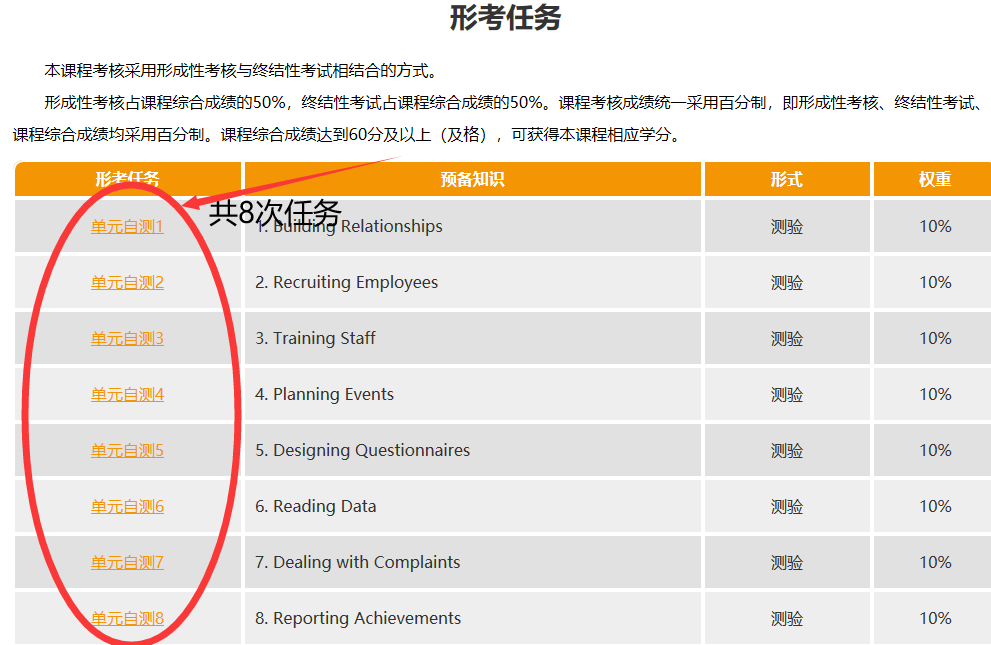 形考任务
本课程考核采用形成性考核与终结性考试相结合的方式。
形成性考核占课程综合成绩的50%，终结性考试占课程综合成绩的50%。课程考核成绩统一采用百分制，即形成性考核、终结性考试、
课程综合成绩均采用百分制。课程综合成绩达到60分及以上（及格），可获得本课程相应学分。
形考任务 预备知识 形式 权重
共8次任务
单元自测1 1. Building Relationships 测验 10%
单元自测2 2. Recruiting Employees 测验 10%
单元自测3 3. Training Staff 测验 10%
单元自测4 4. Planning Events 测验 10%
单元自测5 5. Designing Questionnaires 测验 10%
单元自测6 6. Reading Data 测验 10%
单元自测7 7. Dealing with Complaints 测验 10%
单元自测8 8. Reporting Achievements 测验 10%